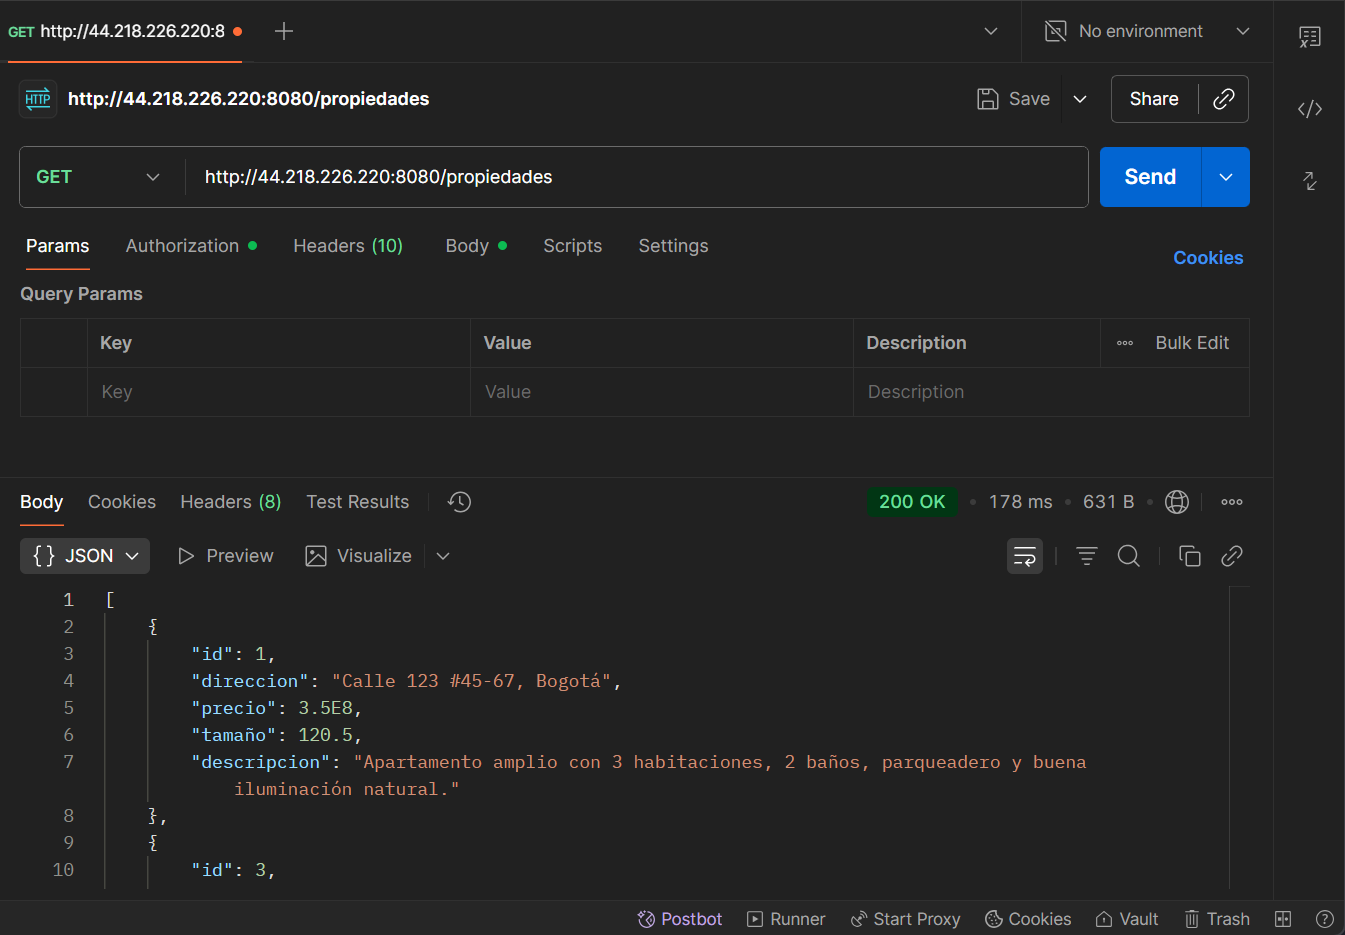 GET http://44.218.226.220:8
No environment
HTTP http://44.218.226.220:8080/propiedades
Save
Share
GET http://44.218.226.220:8080/propiedades
Send
Params Authorization Headers (10) Body Scripts Settings
Cookies
Query Params
Key Value Description Bulk Edit
Key Value Description
Body Cookies Headers (8) Test Results 200 OK 178 ms 631 B
{} JSON Preview Visualize
1 [
2 {
3 "id": 1,
4 "direccion": "Calle 123 #45-67, Bogotá",
5 "precio": 3.5E8,
6 "tamaño": 120.5,
7 "descripcion": "Apartamento amplio con 3 habitaciones, 2 baños, parqueadero y buena
iluminación natural."
8 },
9 {
10 "id": 3,
Postbot Runner Start Proxy Cookies Vault Trash